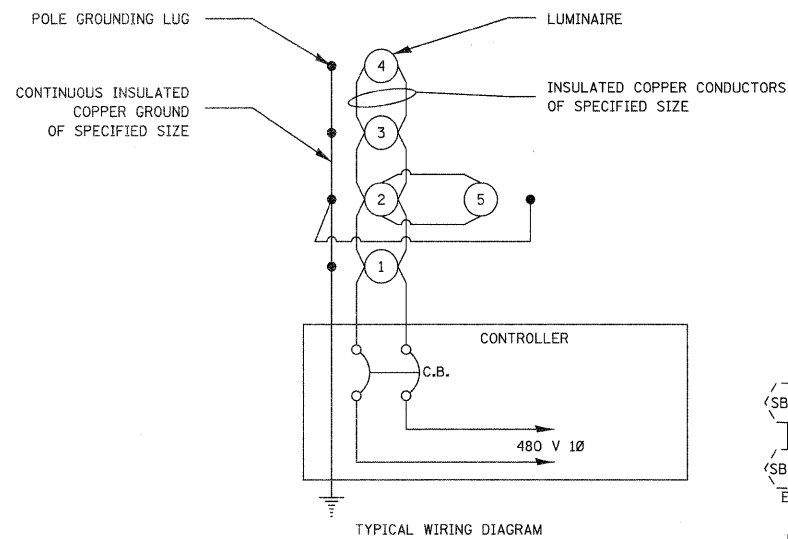 POLE GROUNDING LUG
LUMINAIRE
CONTINUOUS INSULATED
COPPER GROUND
OF SPECIFIED SIZE
INSULATED COPPER CONDUCTORS
OF SPECIFIED SIZE
4
3
2
5
1
CONTROLLER
C.B.
480 V 1Ø
SB
SB
E
TYPICAL WIRING DIAGRAM